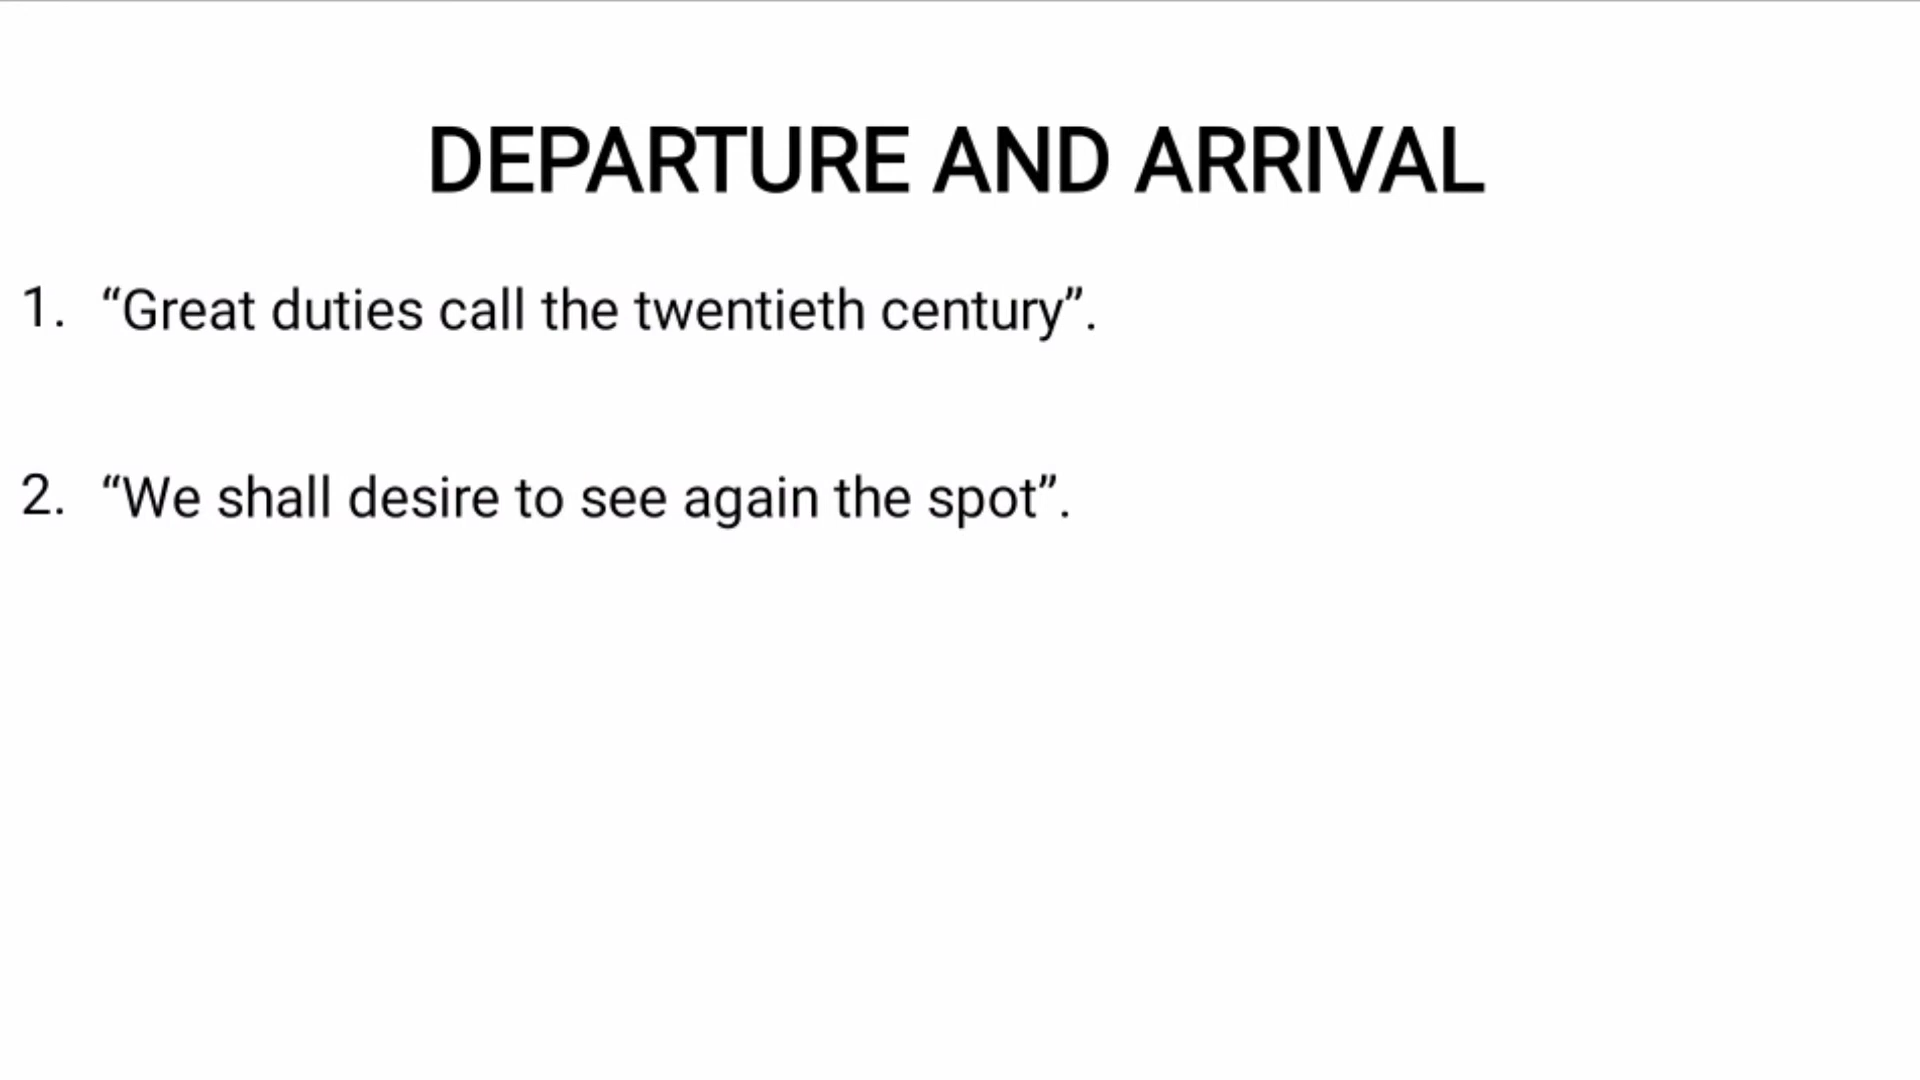 DEPARTURE AND ARRIVAL
1. “Great duties call the twentieth century”.
2. “We shall desire to see again the spot”.